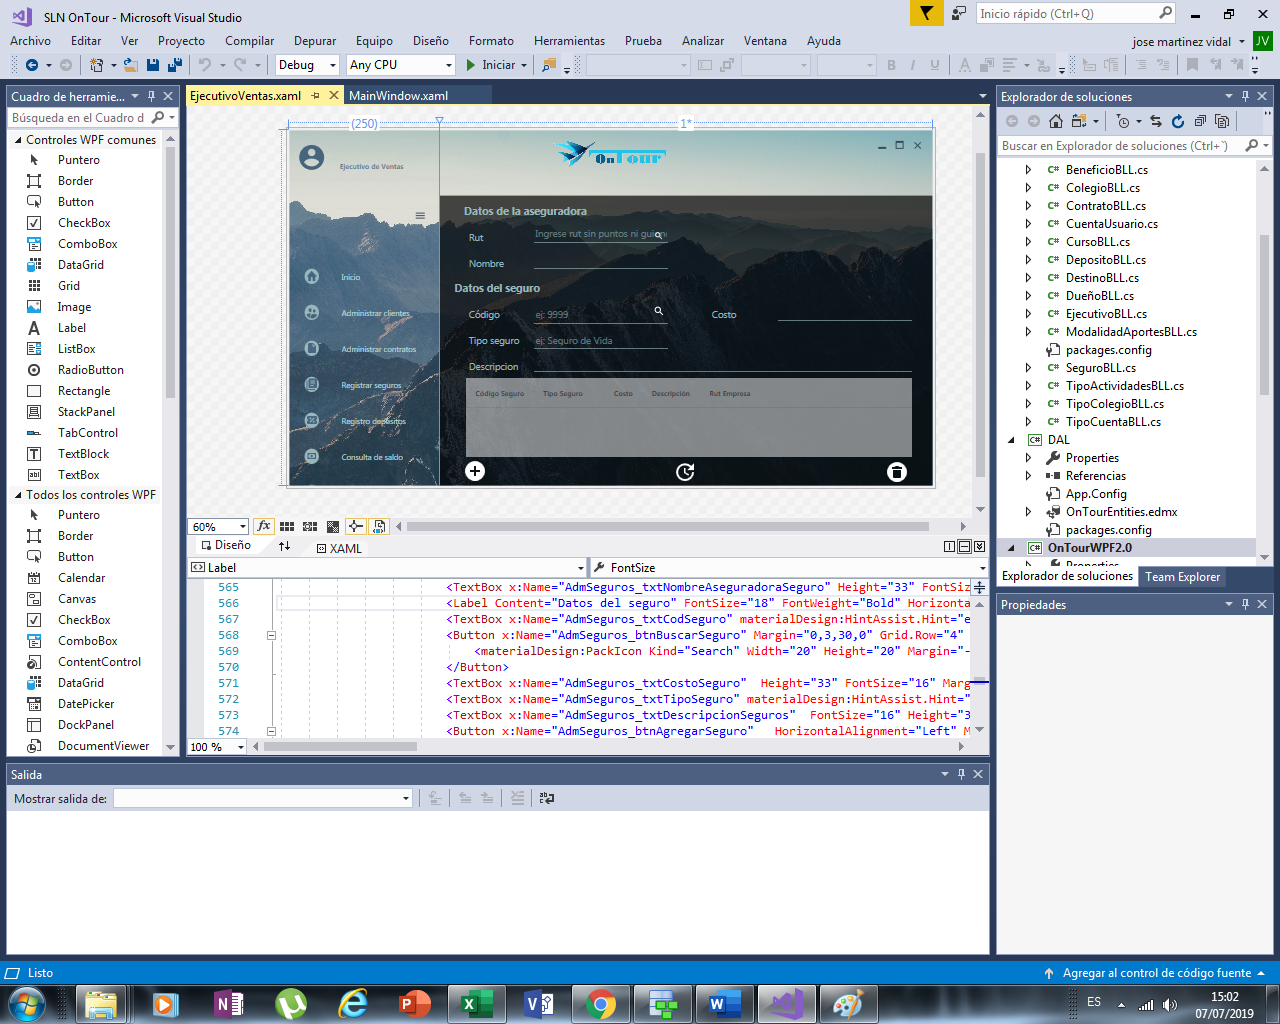 SLN OnTour - Microsoft Visual Studio
Inicio rápido (Ctrl+Q)
Archivo Editar Ver Proyecto Compilar Depurar Equipo Diseño Formato Herramientas Prueba Analizar Ventana Ayuda
jose martinez vidal JV
Debug Any CPU Iniciar
Cuadro de herramie...
Búsqueda en el Cuadro d
Controles WPF comunes
Puntero
Border
Button
CheckBox
ComboBox
DataGrid
Grid
Image
Label
ListBox
RadioButton
Rectangle
StackPanel
TabControl
TextBlock
TextBox
Todos los controles WPF
Puntero
Border
Button
Calendar
Canvas
CheckBox
ComboBox
ContentControl
DataGrid
DatePicker
DockPanel
DocumentViewer
EjecutivoVentas.xaml MainWindow.xaml
(250) 1*
Ejecutivo de Ventas
OnTour
Inicio
Administrar clientes
Administrar contratos
Registrar seguros
Registro depósitos
Consulta de saldo
Datos de la aseguradora
Rut Ingrese rut sin puntos ni guion
Nombre
Datos del seguro
Código ej: 9999 Costo
Tipo seguro ej: Seguro de Vida
Descripcion
Código Seguro Tipo Seguro Costo Descripción Rut Empresa
60% fx
Diseño XAML
Label FontSize
565 <TextBox x:Name="AdmSeguros_txtNombreAseguradoraSeguro" Height="33" FontSiz
566 <Label Content="Datos del seguro" FontSize="18" FontWeight="Bold" Horizonta
567 <TextBox x:Name="AdmSeguros_txtCodSeguro" materialDesign:HintAssist.Hint="e
568 <Button x:Name="AdmSeguros_btnBuscarSeguro" Margin="0,3,30,0" Grid.Row="4"
569 <materialDesign:PackIcon Kind="Search" Width="20" Height="20" Margin="-
570 </Button>
571 <TextBox x:Name="AdmSeguros_txtCostoSeguro" Height="33" FontSize="16" Marg
572 <TextBox x:Name="AdmSeguros_txtTipoSeguro" materialDesign:HintAssist.Hint="
573 <TextBox x:Name="AdmSeguros_txtDescripcionSeguros" FontSize="16" Height="3
574 <Button x:Name="AdmSeguros_btnAgregarSeguro" HorizontalAlignment="Left" M
100 %
Explorador de soluciones
Buscar en Explorador de soluciones (Ctrl+`)
BeneficioBLL.cs
ColegioBLL.cs
ContratoBLL.cs
CuentaUsuario.cs
CursoBLL.cs
DepositoBLL.cs
DestinoBLL.cs
DueñoBLL.cs
EjecutivoBLL.cs
ModalidadAportesBLL.cs
packages.config
SeguroBLL.cs
TipoActividadesBLL.cs
TipoColegioBLL.cs
TipoCuentaBLL.cs
DAL
Properties
Referencias
App.Config
OnTourEntities.edmx
packages.config
OnTourWPF2.0
Properties
Explorador de soluciones Team Explorer
Propiedades
Salida
Mostrar salida de:
Listo
Agregar al control de código fuente
ES
15:02
07/07/2019